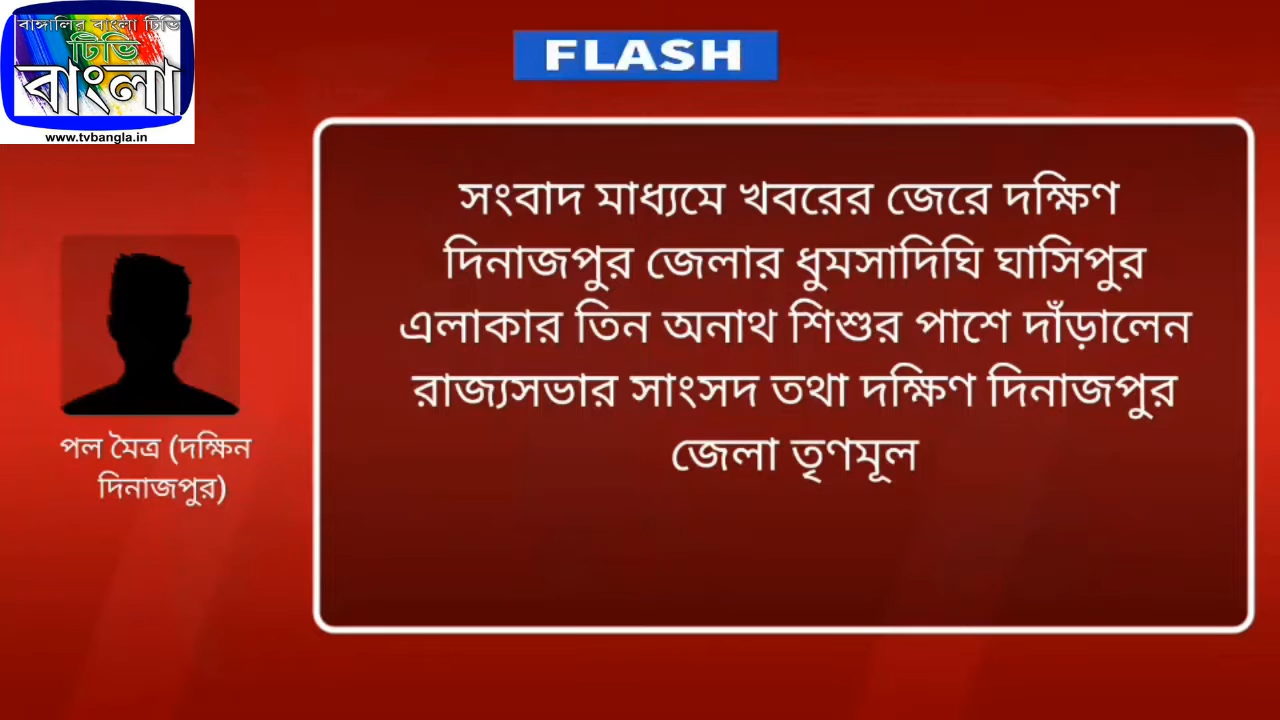 বাঙ্গালির বাংলা টিভি
টিভি
বাংলা
www.tvbangla.in
FLASH
সংবাদ মাধ্যমে খবরের জেরে দক্ষিণ
দিনাজপুর জেলার ধুমসাদিঘি ঘাসিপুর
এলাকার তিন অনাথ শিশুর পাশে দাঁড়ালেন
রাজ্যসভার সাংসদ তথা দক্ষিণ দিনাজপুর
জেলা তৃণমূল
পল মৈত্র (দক্ষিন
দিনাজপুর)